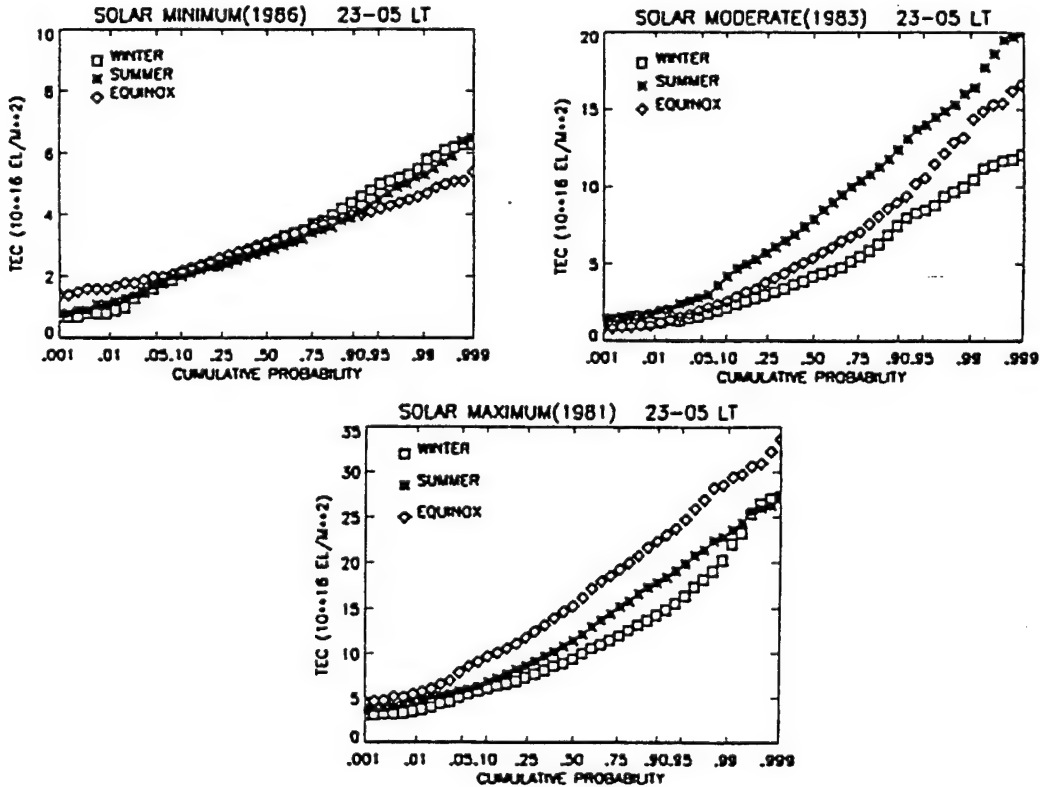 SOLAR MINIMUM(1986) 23-05 LT
10
8
6
4
2
0
TEC (10**16 EL/M**2)
WINTER
SUMMER
EQUINOX
.001 .01 .05 .10 .25 .50 .75 .90 .95 .99 .999
CUMULATIVE PROBABILITY
SOLAR MODERATE(1983) 23-05 LT
20
15
10
5
0
TEC (10**16 EL/M**2)
WINTER
SUMMER
EQUINOX
.001 .01 .05 .10 .25 .50 .75 .90 .95 .99 .999
CUMULATIVE PROBABILITY
SOLAR MAXIMUM(1981) 23-05 LT
35
30
25
20
15
10
5
0
TEC (10**16 EL/M**2)
WINTER
SUMMER
EQUINOX
.001 .01 .05 .10 .25 .50 .75 .90 .95 .99 .999
CUMULATIVE PROBABILITY